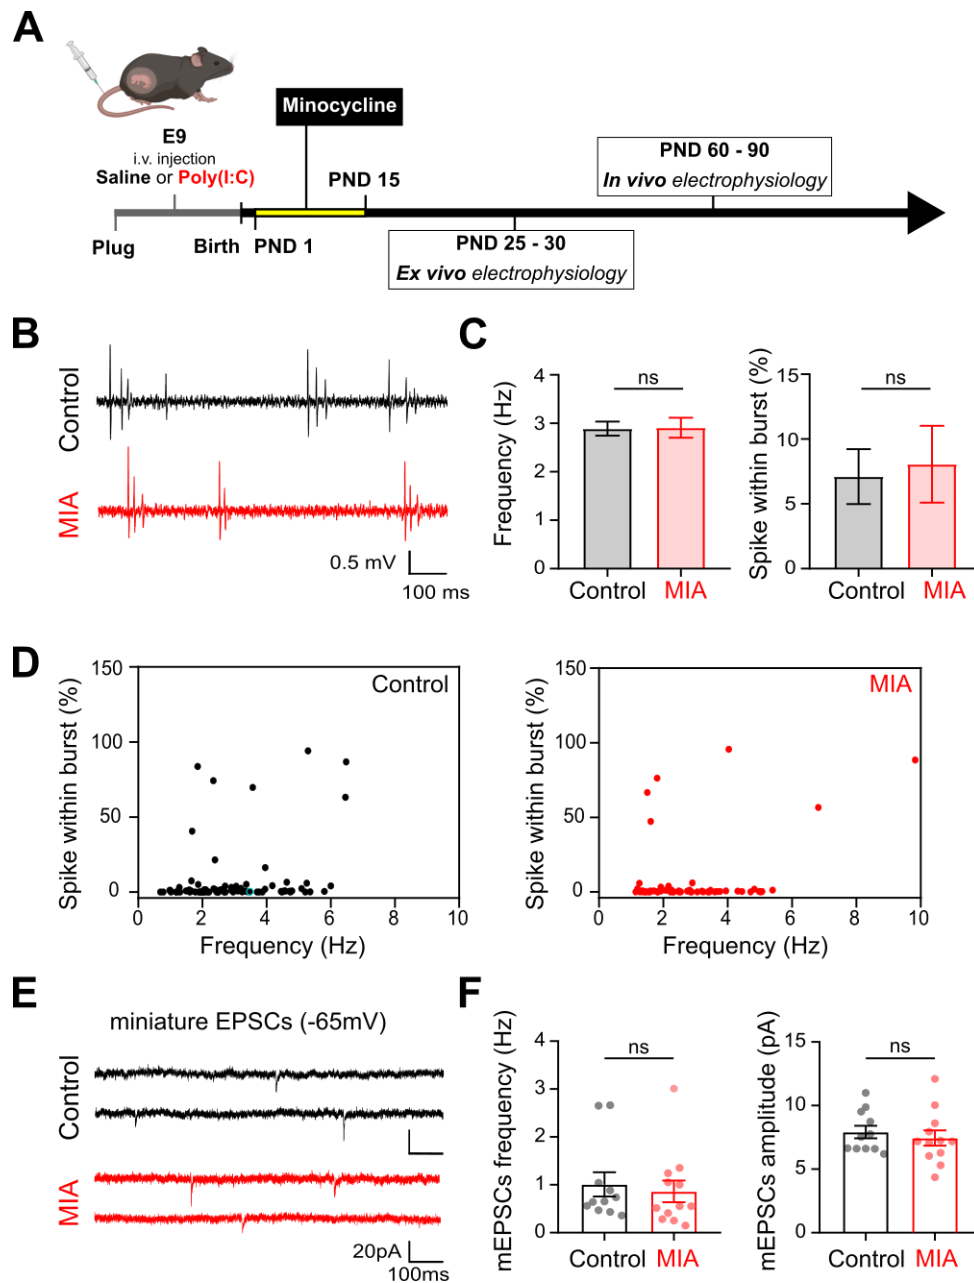 A
E9
i.v. injection
Saline or Poly(I:C)
Minocycline
PND 15
PND 60 - 90
In vivo electrophysiology
Plug
Birth
PND 1
PND 25 - 30
Ex vivo electrophysiology
B
Control
MIA
0.5 mV
100 ms
C
Frequency (Hz)
4
3
2
1
0
ns
Control
MIA
Spike within burst (%)
15
10
5
0
ns
Control
MIA
D
Spike within burst (%)
150
100
50
0
Control
0 2 4 6 8 10
Frequency (Hz)
Spike within burst (%)
150
100
50
0
MIA
0 2 4 6 8 10
Frequency (Hz)
E
miniature EPSCs (-65mV)
Control
MIA
20pA
100ms
F
mEPSCs frequency (Hz)
4
3
2
1
0
ns
Control
MIA
mEPSCs amplitude (pA)
15
10
5
0
ns
Control
MIA